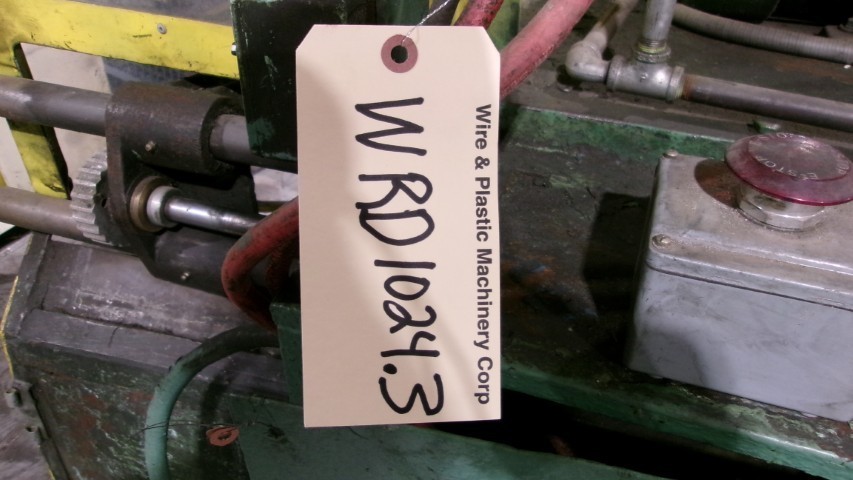 Wire & Plastic Machinery Corp
WRD1024.3